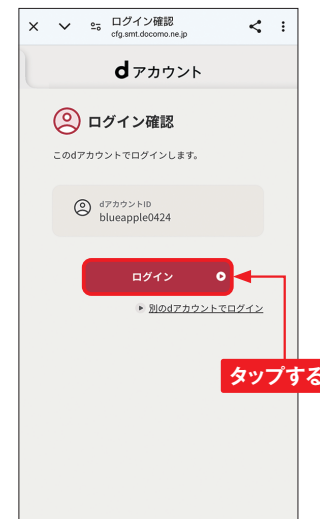 ログイン確認
cfg.smt.docomo.ne.jp
dアカウント
ログイン確認
このdアカウントでログインします。
dアカウントID
blueapple0424
ログイン
別のdアカウントでログイン
タップする